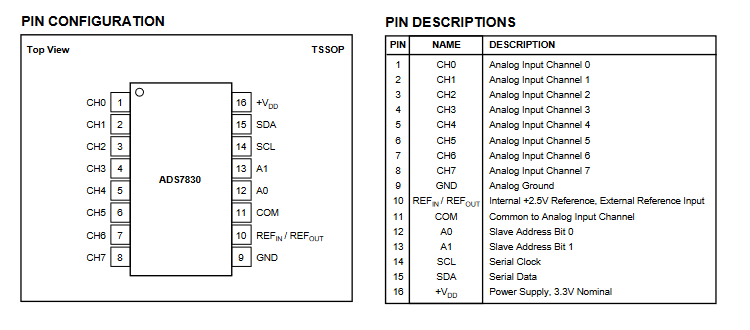 PIN CONFIGURATION
Top View TSSOP
CH0 1 16 +VDD
CH1 2 15 SDA
CH2 3 14 SCL
CH3 4 13 A1
ADS7830
CH4 5 12 A0
CH5 6 11 COM
CH6 7 10 REFIN / REFOUT
CH7 8 9 GND
PIN DESCRIPTIONS
PIN NAME DESCRIPTION
1 CH0 Analog Input Channel 0
2 CH1 Analog Input Channel 1
3 CH2 Analog Input Channel 2
4 CH3 Analog Input Channel 3
5 CH4 Analog Input Channel 4
6 CH5 Analog Input Channel 5
7 CH6 Analog Input Channel 6
8 CH7 Analog Input Channel 7
9 GND Analog Ground
10 REFIN / REFOUT Internal +2.5V Reference, External Reference Input
11 COM Common to Analog Input Channel
12 A0 Slave Address Bit 0
13 A1 Slave Address Bit 1
14 SCL Serial Clock
15 SDA Serial Data
16 +VDD Power Supply, 3.3V Nominal